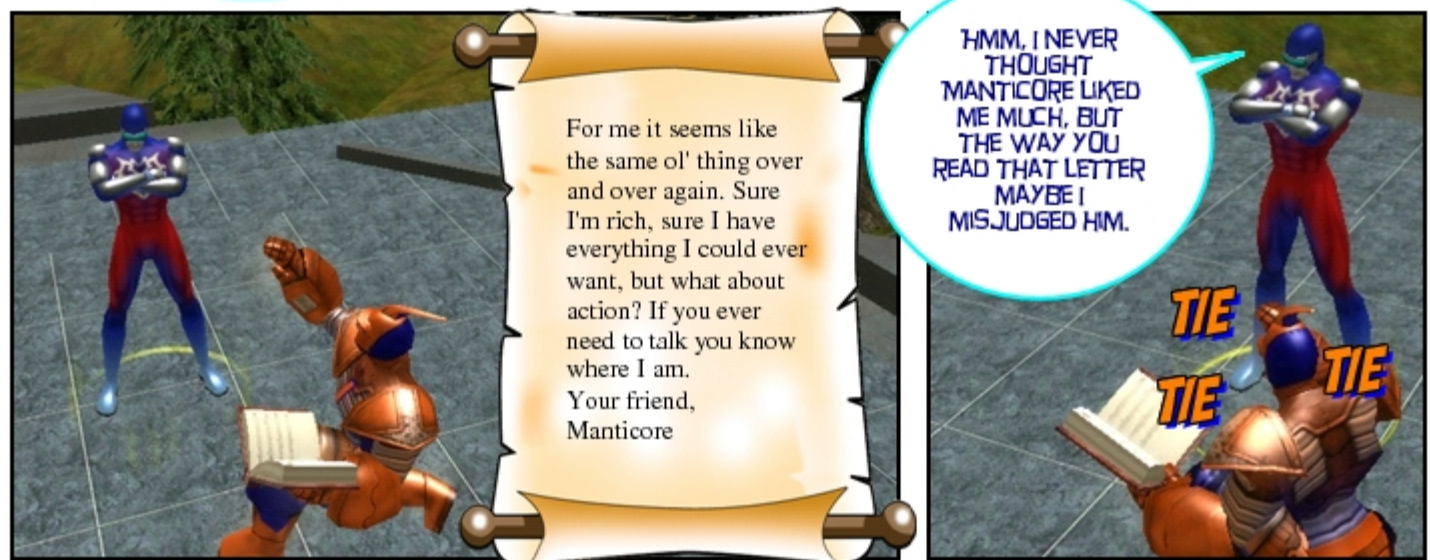 For me it seems like
the same ol' thing over
and over again. Sure
I'm rich, sure I have
everything I could ever
want, but what about
action? If you ever
need to talk you know
where I am.
Your friend,
Manticore
HMM, I NEVER
THOUGHT
MANTICORE LIKED
ME MUCH, BUT
THE WAY YOU
READ THAT LETTER
MAYBE I
MISJUDGED HIM.
TIE
TIE
TIE